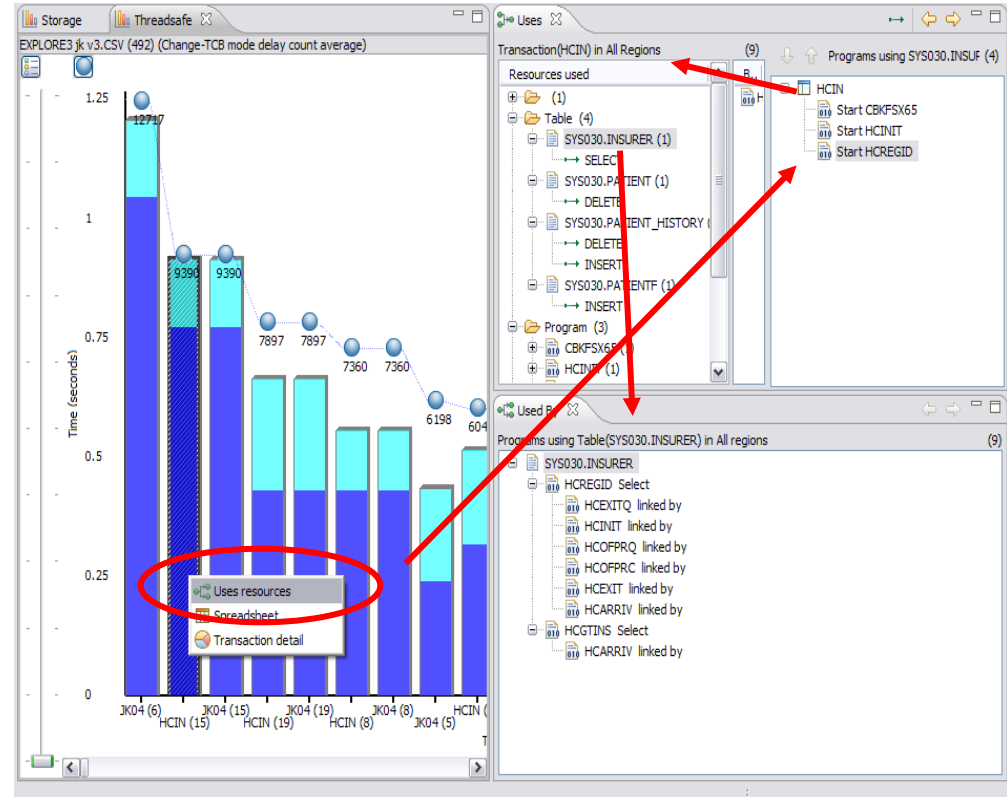 Storage
Threadsafe
EXPLORE3 jk v3.CSV (492) (Change-TCB mode delay count average)
1.25
1
0.75
0.5
0.25
0
Time (seconds)
12717
9390
9390
7897
7897
7360
7360
6198
604
Uses resources
Spreadsheet
Transaction detail
JK04 (6)
HCIN (15)
JK04 (15)
HCIN (19)
JK04 (19)
HCIN (8)
JK04 (8)
JK04 (5)
HCIN (
T
Uses
Transaction(HCIN) in All Regions (9)
Resources used
(1)
Table (4)
SYS030.INSURER (1)
SELECT
SYS030.PATIENT (1)
DELETE
SYS030.PATIENT_HISTORY (
DELETE
INSERT
SYS030.PATIENTF (1)
INSERT
Program (3)
CBKFSX65 (1)
HCINIT (1)
H
Programs using SYS030.INSUF (4)
HCIN
Start CBKFSX65
Start HCINIT
Start HCREGID
Used By
Programs using Table(SYS030.INSURER) in All regions (9)
SYS030.INSURER
HCREGID Select
HCEXITQ linked by
HCINIT linked by
HCOFPRQ linked by
HCOFPRC linked by
HCEXIT linked by
HCARRIV linked by
HCGTINS Select
HCARRIV linked by